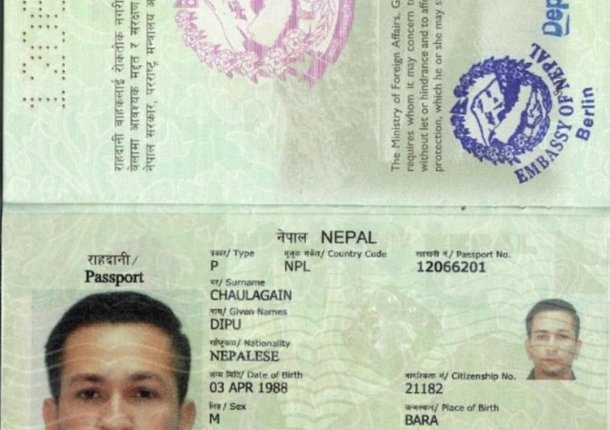 राहदानी बाहकलाई रोकतोक नगरी
बेलामा आवश्यक मद्दत र संरक्षण
नेपाल सरकार, परराष्ट्र मन्त्रालय
The Ministry of Foreign Affairs, G
requires whom it may concern to
without let or hindrance and to aff
protection, which he or she may s
EMBASSY OF NEPAL
Berlin
Dep
नेपाल NEPAL
राहदानी/
Passport
प्रकार/ Type
मुलुक संकेत/ Country Code
राहदानी नं/ Passport No.
P
NPL
12066201
थर/ Surname
CHAULAGAIN
नाम/ Given Names
DIPU
राष्ट्रियता/ Nationality
NEPALESE
जन्म मिति/ Date of Birth
नागरिकता नं/ Citizenship No.
03 APR 1988
21182
लिङ्ग/ Sex
जन्मस्थान/ Place of Birth
M
BARA